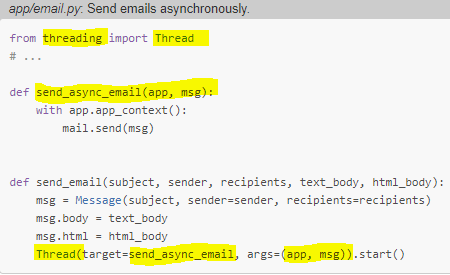 app/email.py: Send emails asynchronously.
from threading import Thread
# ...
def send_async_email(app, msg):
    with app.app_context():
        mail.send(msg)
def send_email(subject, sender, recipients, text_body, html_body):
    msg = Message(subject, sender=sender, recipients=recipients)
    msg.body = text_body
    msg.html = html_body
    Thread(target=send_async_email, args=(app, msg)).start()